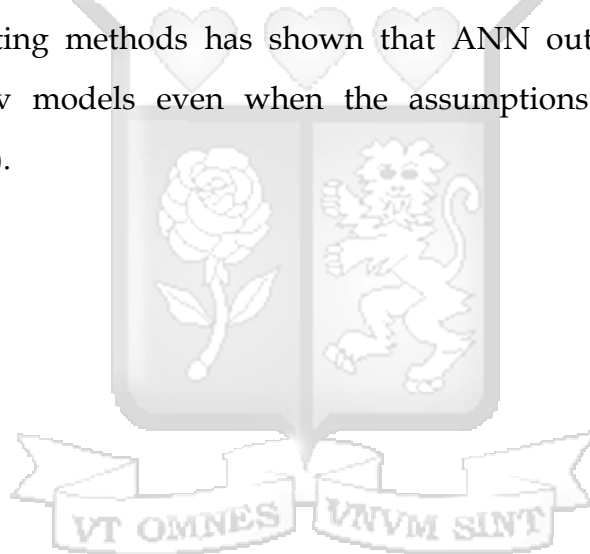 ting methods has shown that ANN out
v models even when the assumptions
).
VT OMNES VNVM SINT